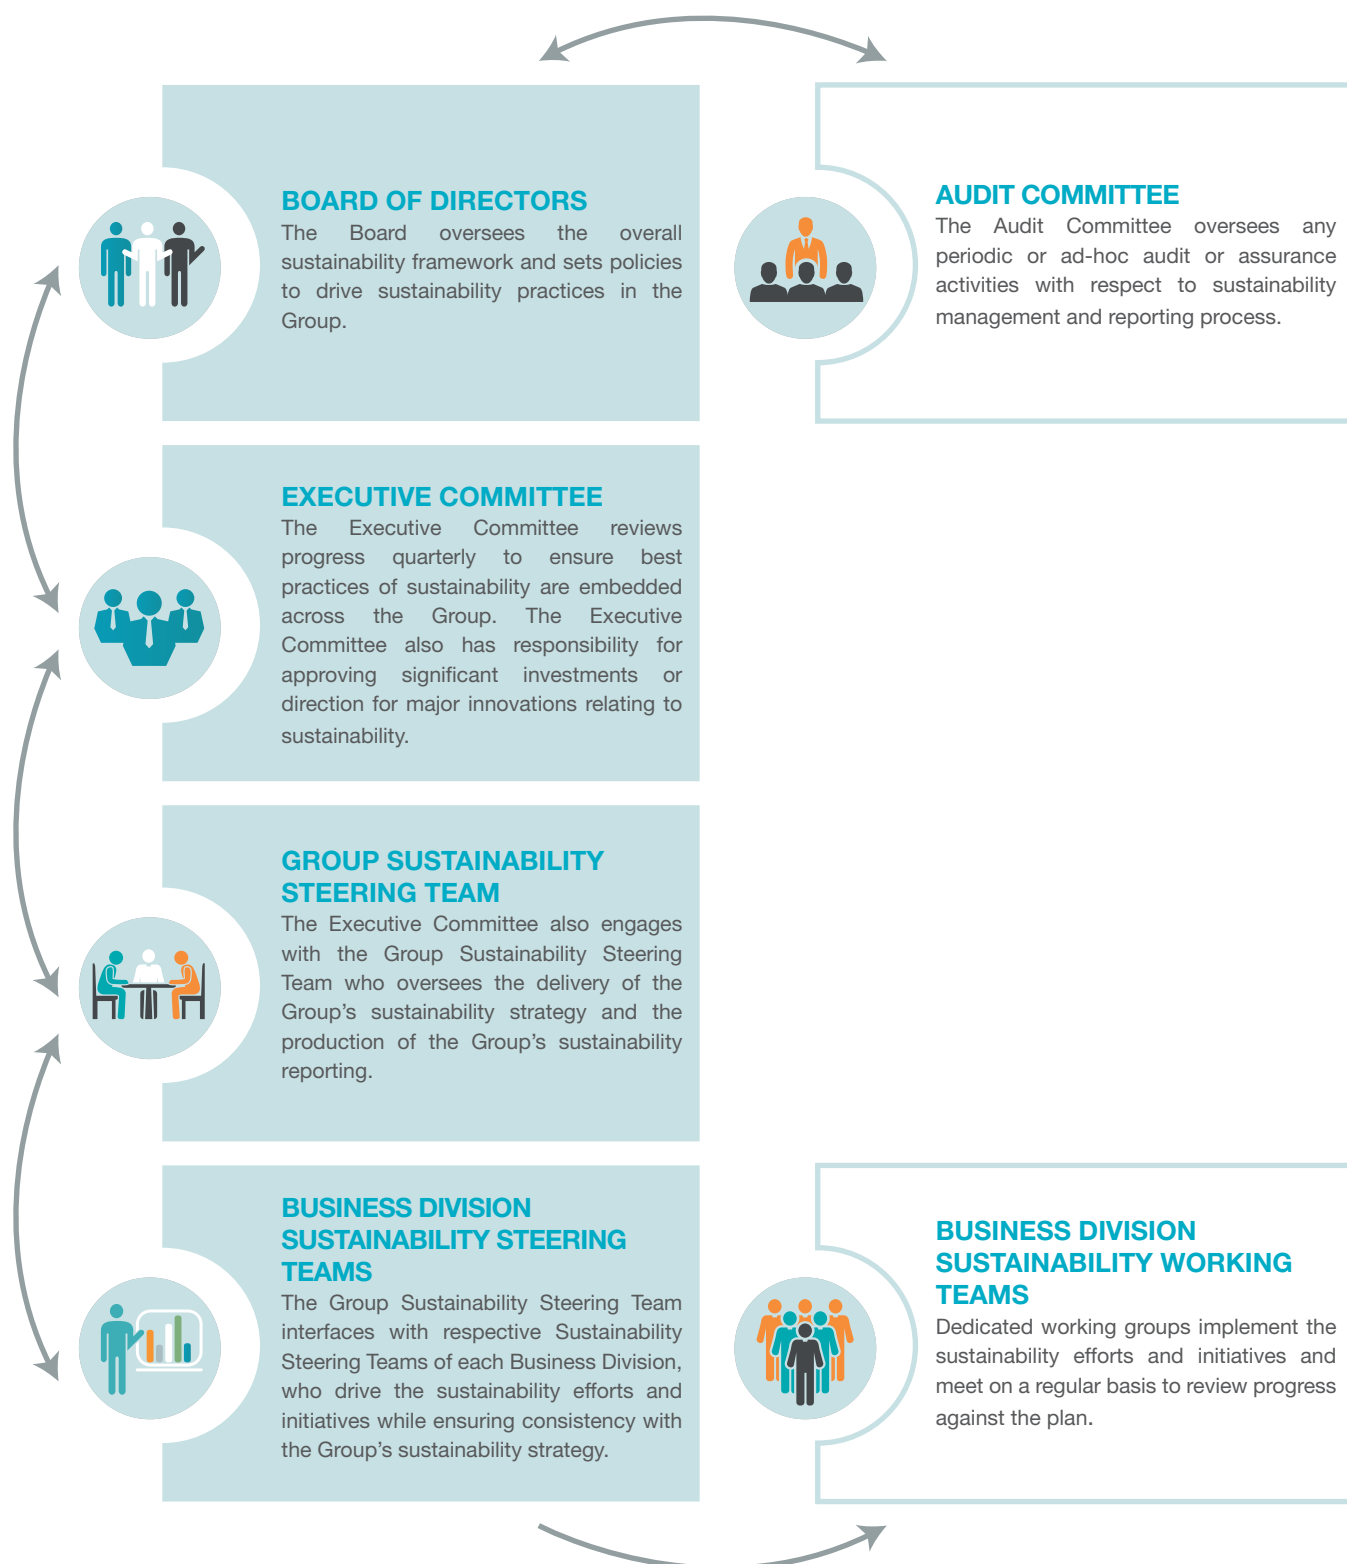 BOARD OF DIRECTORS
The Board oversees the overall
sustainability framework and sets policies
to drive sustainability practices in the
Group.
AUDIT COMMITTEE
The Audit Committee oversees any
periodic or ad-hoc audit or assurance
activities with respect to sustainability
management and reporting process.
EXECUTIVE COMMITTEE
The Executive Committee reviews
progress quarterly to ensure best
practices of sustainability are embedded
across the Group. The Executive
Committee also has responsibility for
approving significant investments or
direction for major innovations relating to
sustainability.
GROUP SUSTAINABILITY
STEERING TEAM
The Executive Committee also engages
with the Group Sustainability Steering
Team who oversees the delivery of the
Group’s sustainability strategy and the
production of the Group’s sustainability
reporting.
BUSINESS DIVISION
SUSTAINABILITY STEERING
TEAMS
The Group Sustainability Steering Team
interfaces with respective Sustainability
Steering Teams of each Business Division,
who drive the sustainability efforts and
initiatives while ensuring consistency with
the Group’s sustainability strategy.
BUSINESS DIVISION
SUSTAINABILITY WORKING
TEAMS
Dedicated working groups implement the
sustainability efforts and initiatives and
meet on a regular basis to review progress
against the plan.